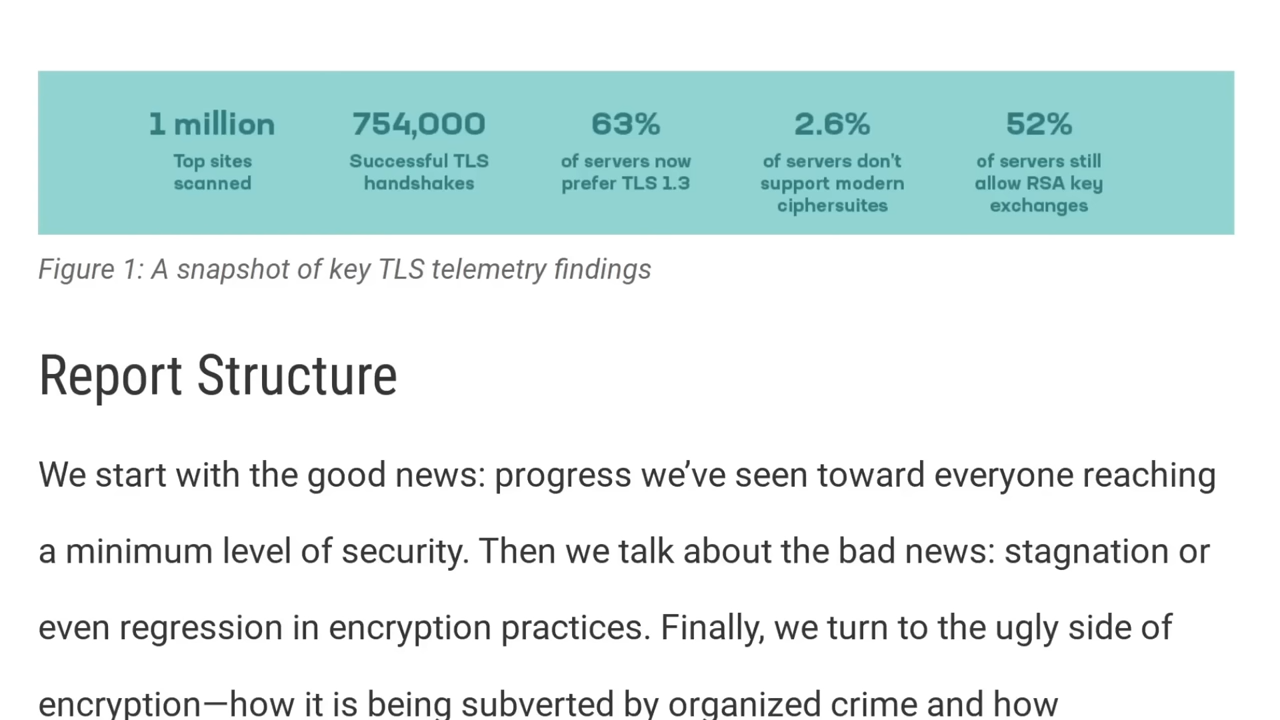 1 million
Top sites
scanned
754,000
Successful TLS
handshakes
63%
of servers now
prefer TLS 1.3
2.6%
of servers don't
support modern
ciphersuites
52%
of servers still
allow RSA key
exchanges
Figure 1: A snapshot of key TLS telemetry findings
Report Structure
We start with the good news: progress we’ve seen toward everyone reaching
a minimum level of security. Then we talk about the bad news: stagnation or
even regression in encryption practices. Finally, we turn to the ugly side of
encryption—how it is being subverted by organized crime and how